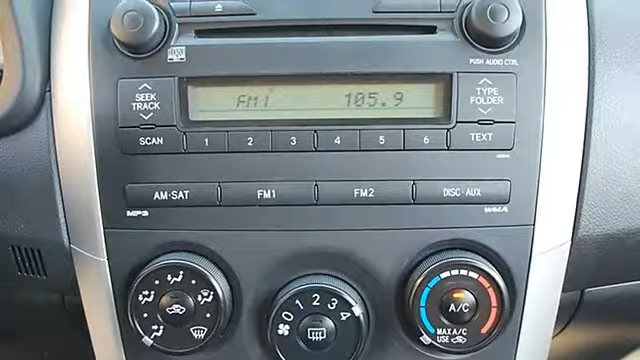 PUSH AUDIO CTRL
SEEK
TRACK
FM1 105.9
TYPE
FOLDER
SCAN 1 2 3 4 5 6 TEXT
AM·SAT FM1 FM2 DISC·AUX
MP3 WMA
0 1 2 3 4
A/C
MAX A/C
USE